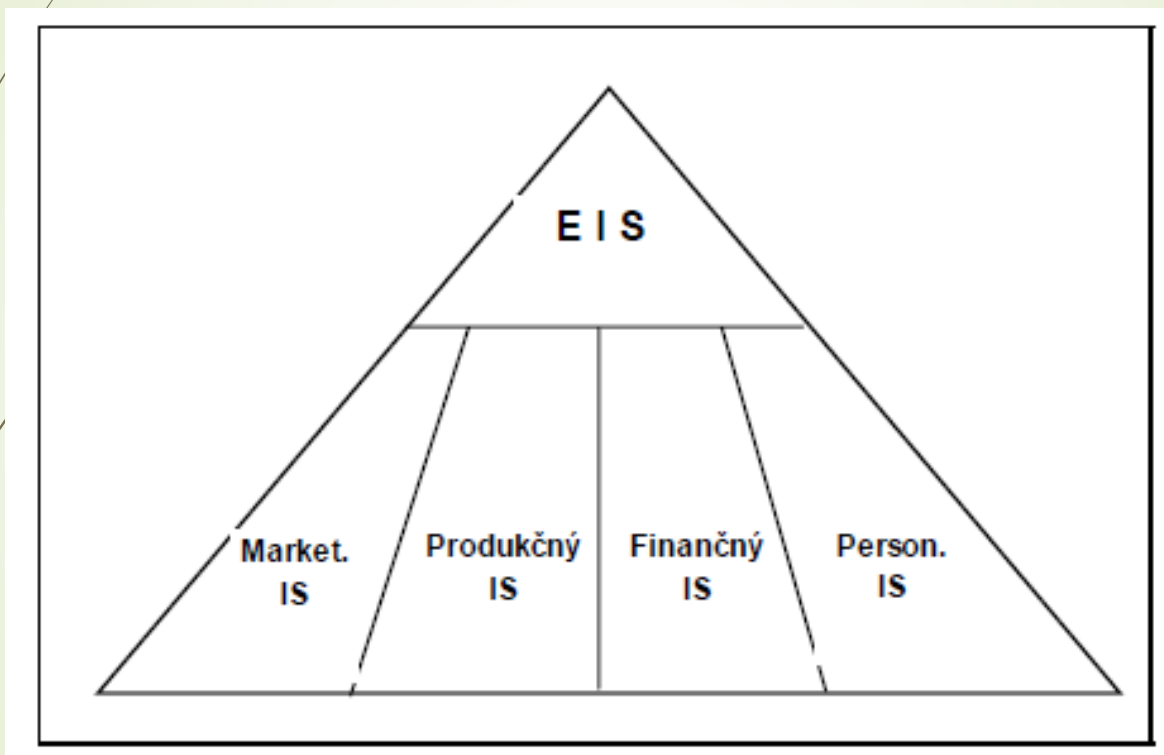 E I S
Market.
IS
Produkčný
IS
Finančný
IS
Person.
IS